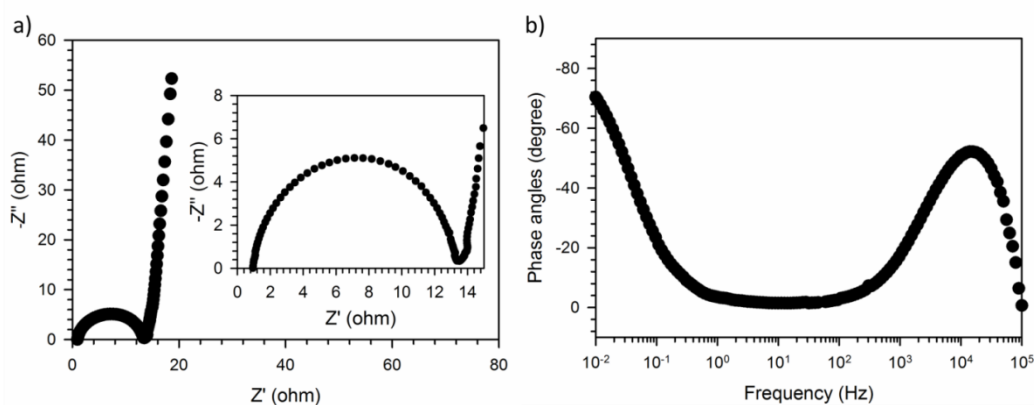 a)
60
50
40
30
20
10
0
-Z'' (ohm)
0 20 40 60 80
Z' (ohm)
8
6
4
2
0
-Z'' (ohm)
0 2 4 6 8 10 12 14
Z' (ohm)
b)
-80
-60
-40
-20
0
Phase angles (degree)
10⁻² 10⁻¹ 10⁰ 10¹ 10² 10³ 10⁴ 10⁵
Frequency (Hz)